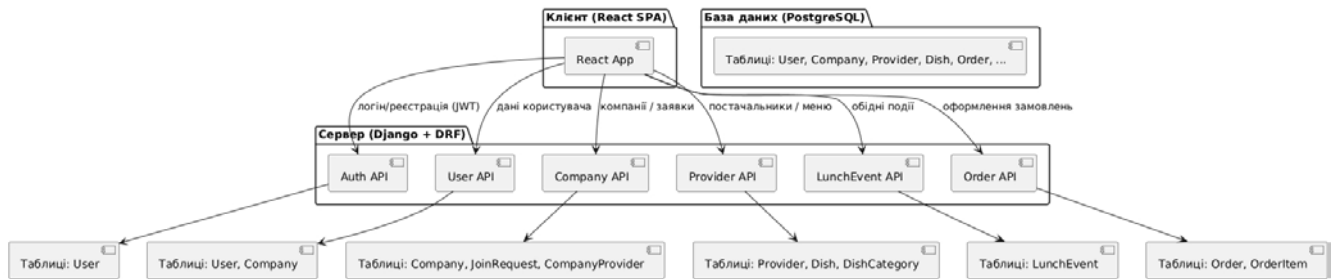 Клієнт (React SPA)
База даних (PostgreSQL)
React App
Таблиці: User, Company, Provider, Dish, Order, ...
логін/реєстрація (JWT)
дані користувача
компанії / заявки
постачальники / меню
обідні події
оформлення замовлень
Сервер (Django + DRF)
Auth API
User API
Company API
Provider API
LunchEvent API
Order API
Таблиці: User
Таблиці: User, Company
Таблиці: Company, JoinRequest, CompanyProvider
Таблиці: Provider, Dish, DishCategory
Таблиці: LunchEvent
Таблиці: Order, OrderItem